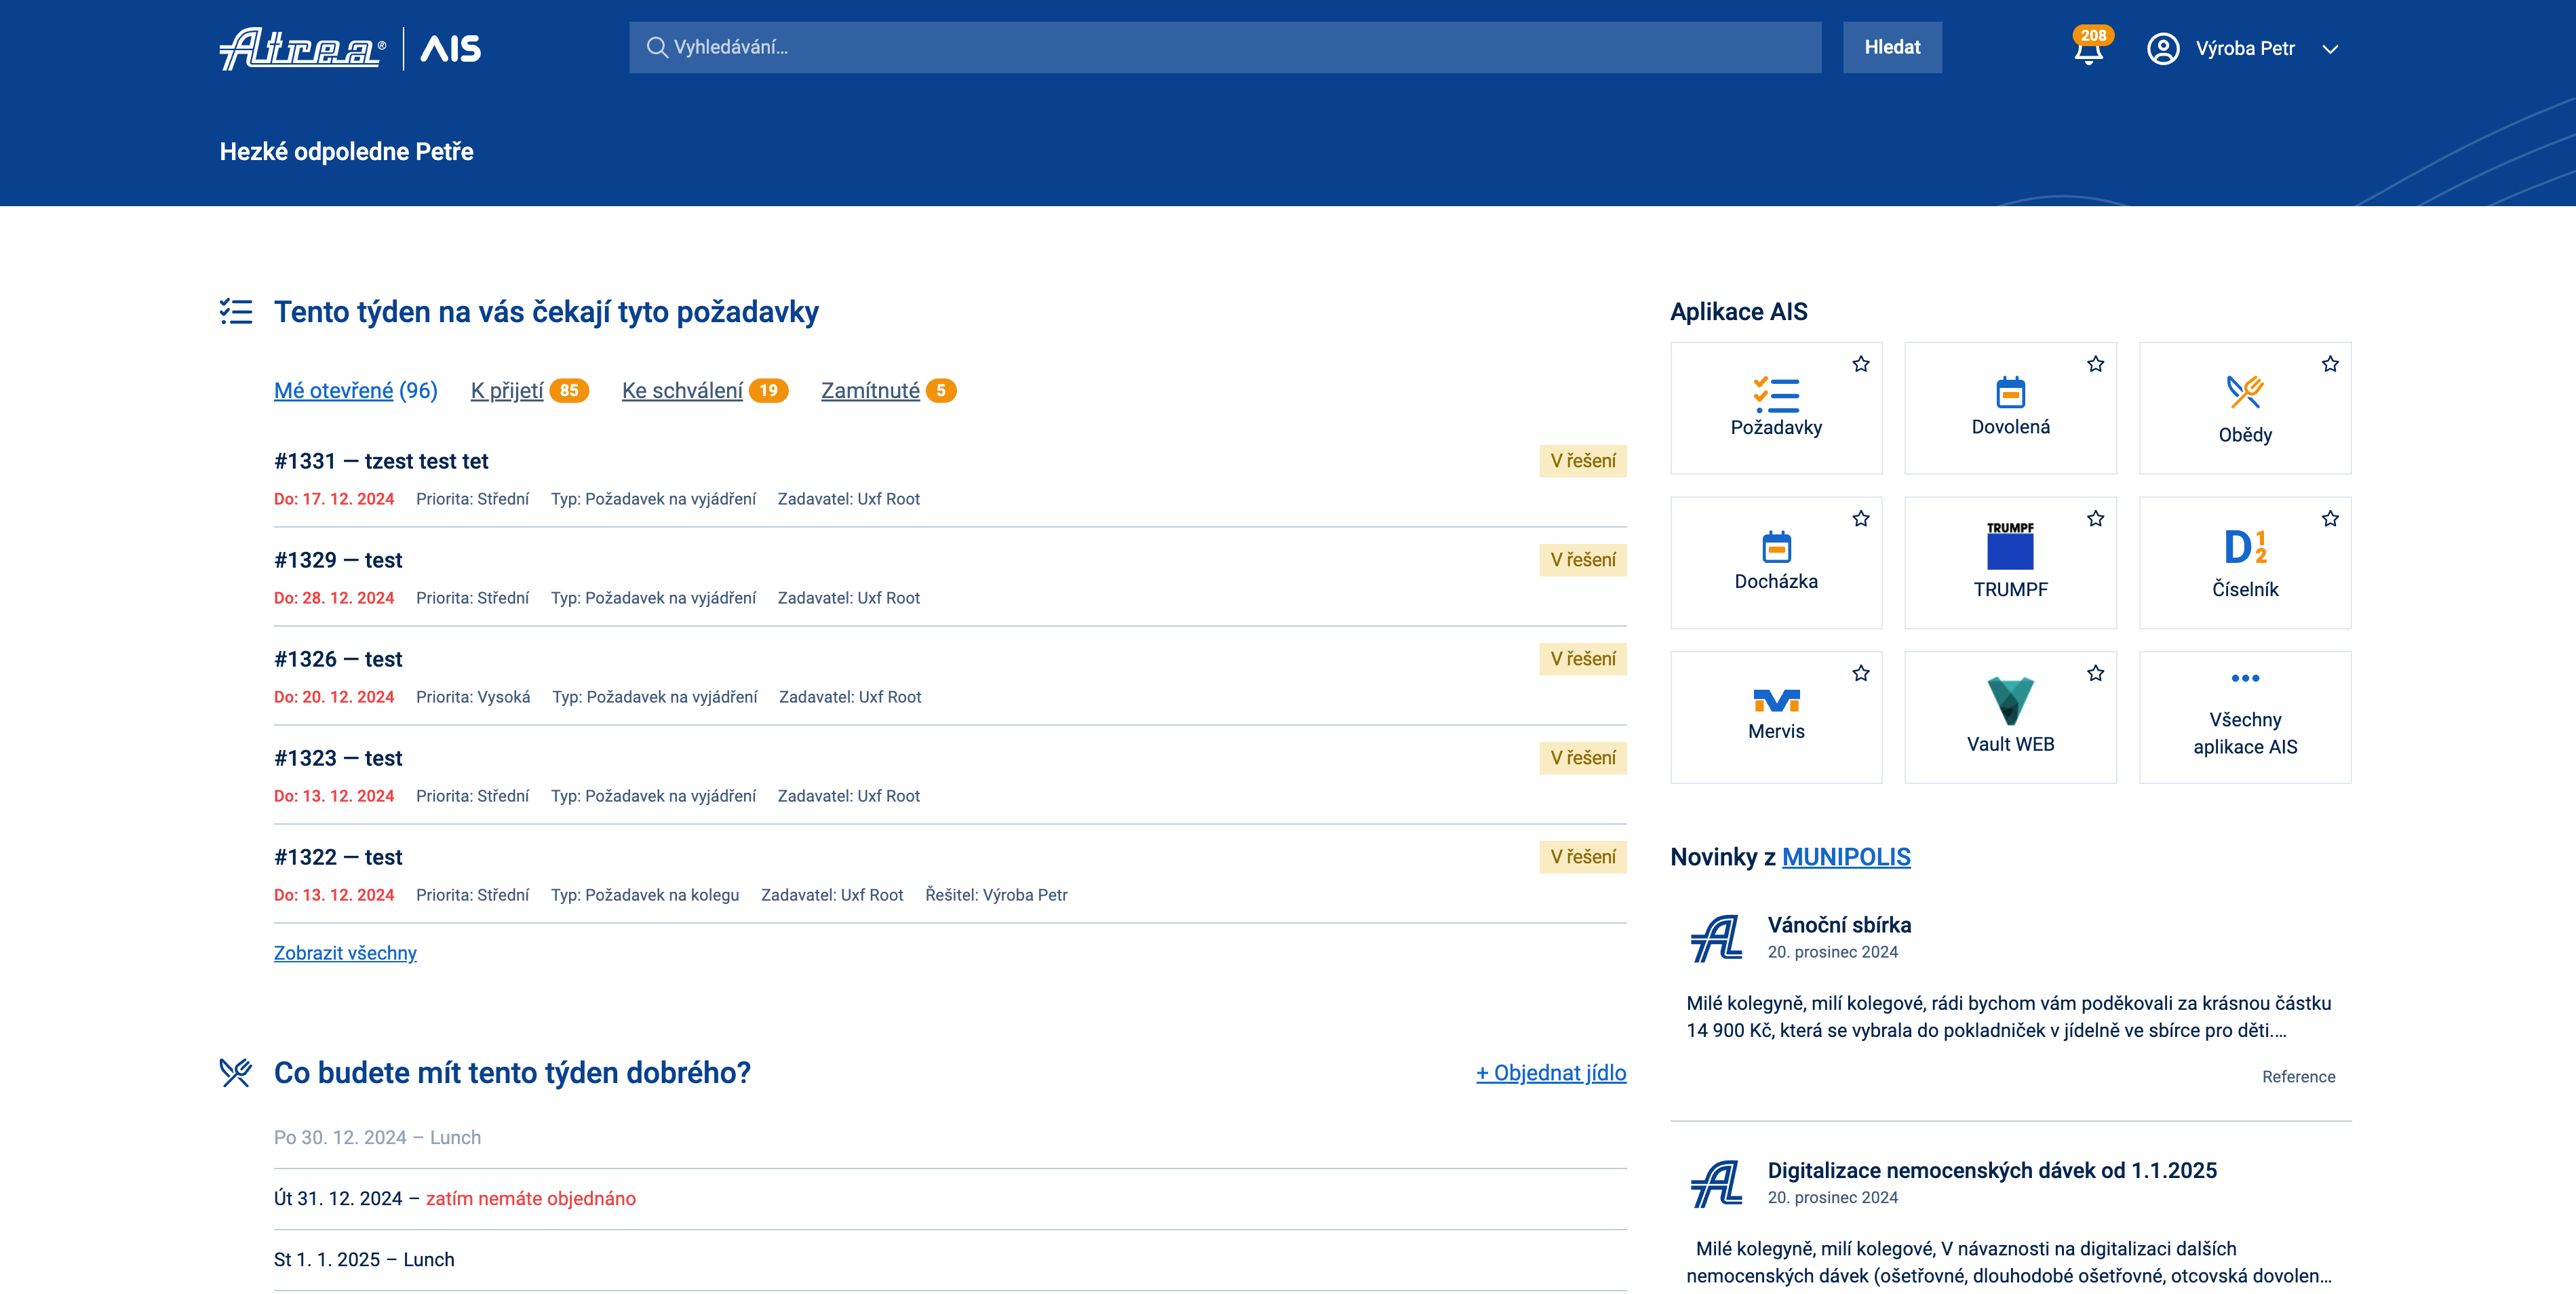 Atrea® AIS
Vyhledávání...
Hledat
208
Výroba Petr
Hezké odpoledne Petře
Tento týden na vás čekají tyto požadavky
Mé otevřené (96) K přijetí 85 Ke schválení 19 Zamítnuté 5
#1331 — tzest test tet
V řešení
Do: 17. 12. 2024 Priorita: Střední Typ: Požadavek na vyjádření Zadavatel: Uxf Root
#1329 — test
V řešení
Do: 28. 12. 2024 Priorita: Střední Typ: Požadavek na vyjádření Zadavatel: Uxf Root
#1326 — test
V řešení
Do: 20. 12. 2024 Priorita: Vysoká Typ: Požadavek na vyjádření Zadavatel: Uxf Root
#1323 — test
V řešení
Do: 13. 12. 2024 Priorita: Střední Typ: Požadavek na vyjádření Zadavatel: Uxf Root
#1322 — test
V řešení
Do: 13. 12. 2024 Priorita: Střední Typ: Požadavek na kolegu Zadavatel: Uxf Root Řešitel: Výroba Petr
Zobrazit všechny
Co budete mít tento týden dobrého?
+ Objednat jídlo
Po 30. 12. 2024 – Lunch
Út 31. 12. 2024 – zatím nemáte objednáno
St 1. 1. 2025 – Lunch
Aplikace AIS
Požadavky
Dovolená
Obědy
Docházka
TRUMPF
TRUMPF
D 1 2
Číselník
Mervis
Vault WEB
Všechny
aplikace AIS
Novinky z MUNIPOLIS
Vánoční sbírka
20. prosinec 2024
Milé kolegyně, milí kolegové, rádi bychom vám poděkovali za krásnou částku
14 900 Kč, která se vybrala do pokladniček v jídelně ve sbírce pro děti....
Reference
Digitalizace nemocenských dávek od 1.1.2025
20. prosinec 2024
Milé kolegyně, milí kolegové, V návaznosti na digitalizaci dalších
nemocenských dávek (ošetřovné, dlouhodobé ošetřovné, otcovská dovolen...